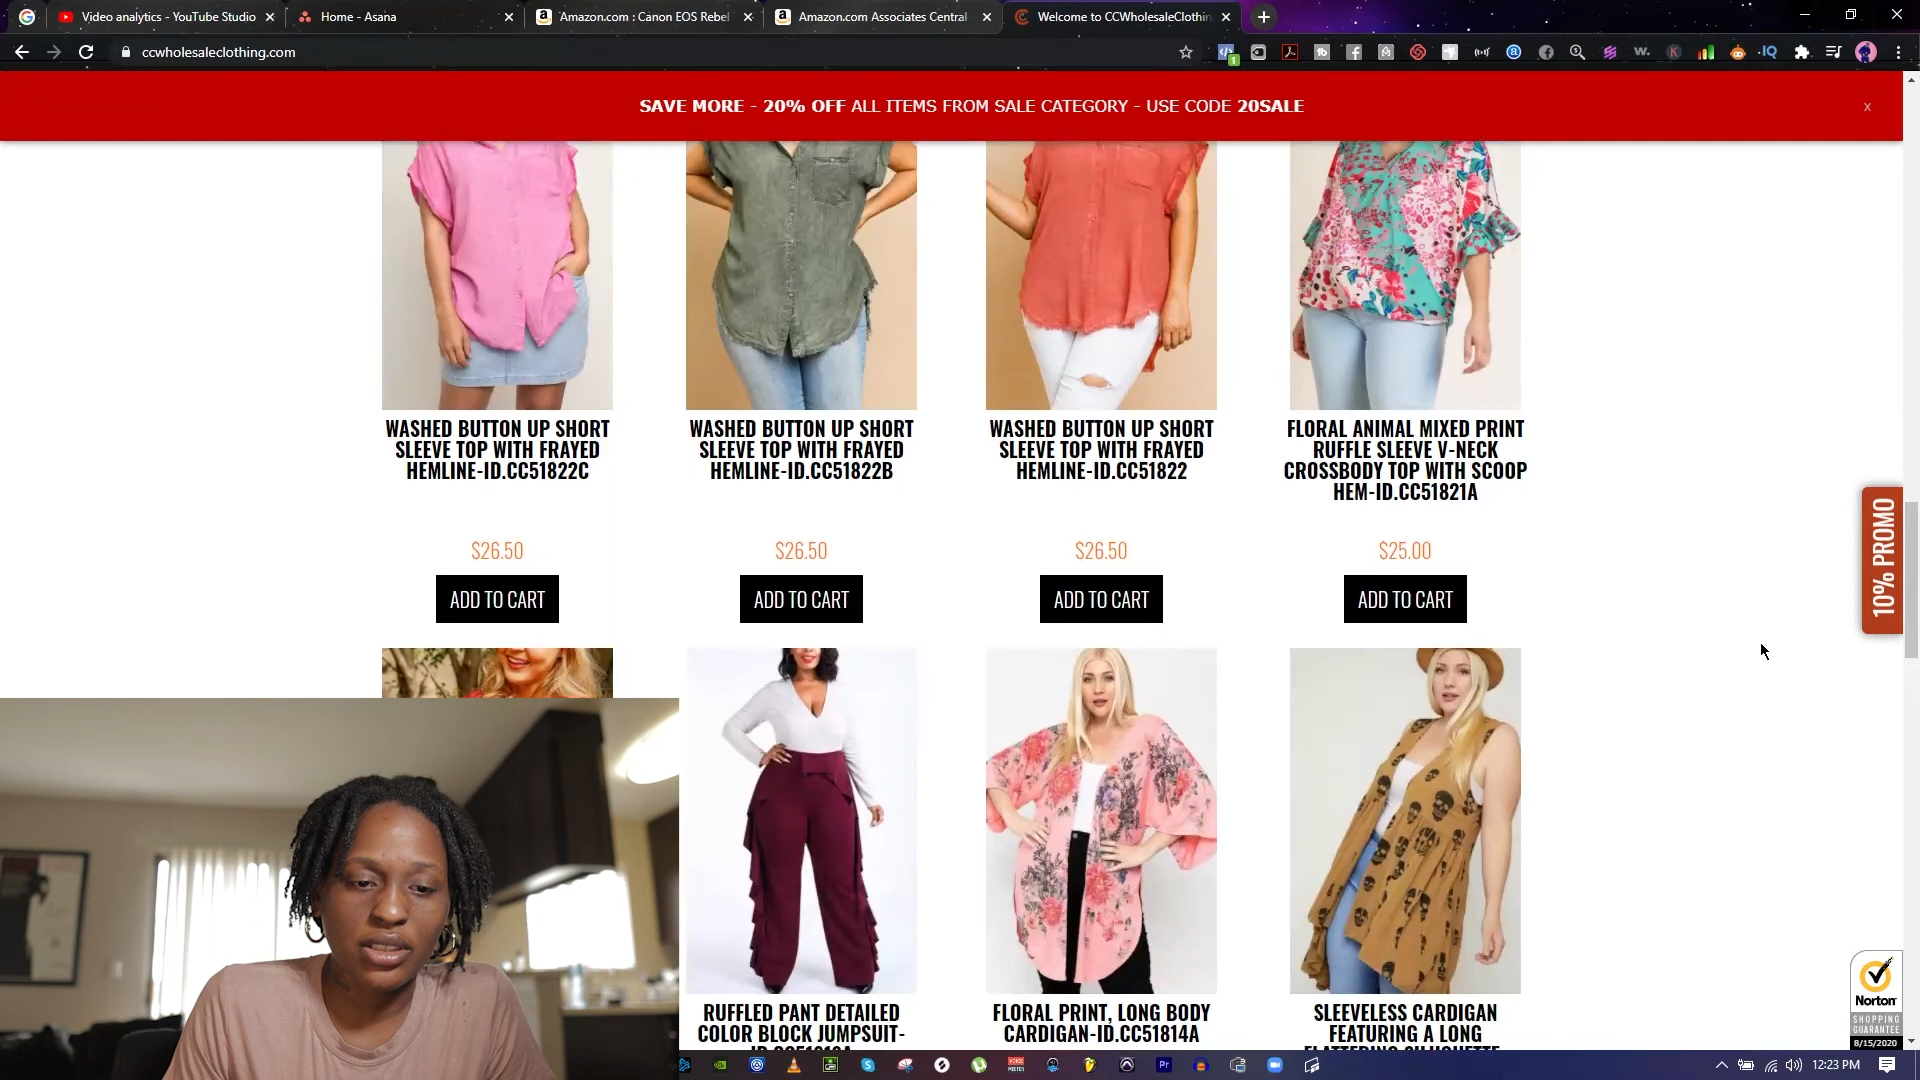 Video analytics - YouTube Studio
Home - Asana
Amazon.com : Canon EOS Rebel
Amazon.com Associates Central
Welcome to CCWholesaleClothin
ccwholesaleclothing.com
SAVE MORE - 20% OFF ALL ITEMS FROM SALE CATEGORY - USE CODE 20SALE
x
WASHED BUTTON UP SHORT
SLEEVE TOP WITH FRAYED
HEMLINE-ID.CC51822C
$26.50
ADD TO CART
WASHED BUTTON UP SHORT
SLEEVE TOP WITH FRAYED
HEMLINE-ID.CC51822B
$26.50
ADD TO CART
WASHED BUTTON UP SHORT
SLEEVE TOP WITH FRAYED
HEMLINE-ID.CC51822
$26.50
ADD TO CART
FLORAL ANIMAL MIXED PRINT
RUFFLE SLEEVE V-NECK
CROSSBODY TOP WITH SCOOP
HEM-ID.CC51821A
$25.00
ADD TO CART
10% PROMO
RUFFLED PANT DETAILED
COLOR BLOCK JUMPSUIT-
FLORAL PRINT, LONG BODY
CARDIGAN-ID.CC51814A
SLEEVELESS CARDIGAN
FEATURING A LONG
Norton
SHOPPING
GUARANTEE
8/15/2020
12:23 PM